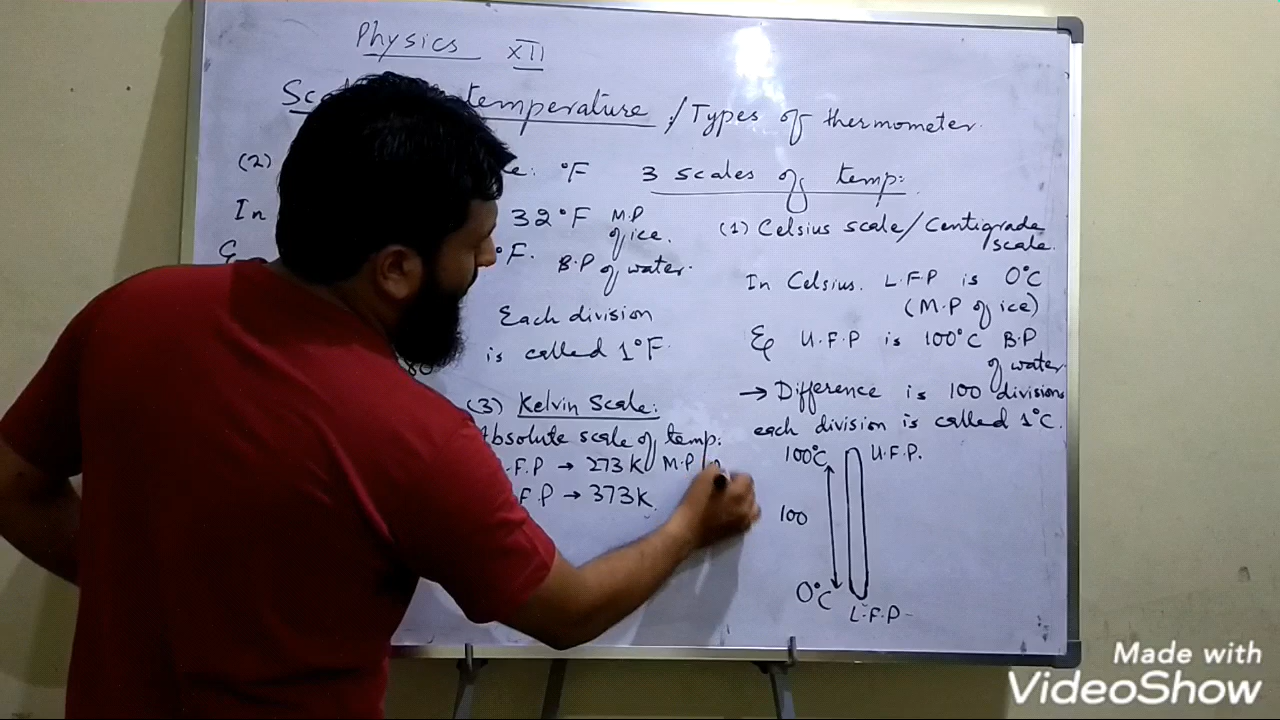 Physics XII
temperature / Types of thermometer.
3 scales of temp:
(1) Celsius scale/Centigrade
scale.
In Celsius. L.F.P is 0°C
(M.P of ice)
& U.F.P is 100°C B.P
of water.
→ Difference is 100 divisions
each division is called 1°C.
100°C U.F.P.
100
0°C
L.F.P
(2) °F
In 32°F M.P
of ice.
& °F. B.P of water.
Each division
is called 1°F.
(3) Kelvin Scale:
Absolute scale of temp:
.F.P → 273K M.P
F.P → 373K.
Made with
VideoShow